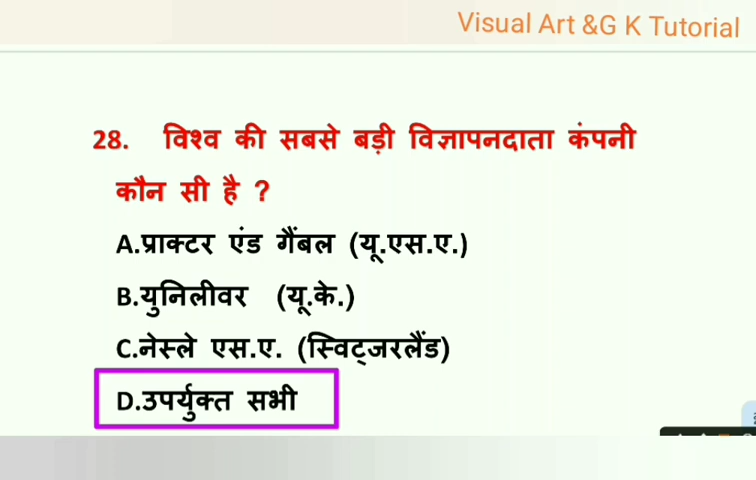 Visual Art &G K Tutorial
28. विश्व की सबसे बड़ी विज्ञापनदाता कंपनी
कौन सी है ?
A.प्राक्टर एंड गैंबल (यू.एस.ए.)
B.युनिलीवर (यू.के.)
C.नेस्ले एस.ए. (स्विट्जरलैंड)
D.उपर्युक्त सभी